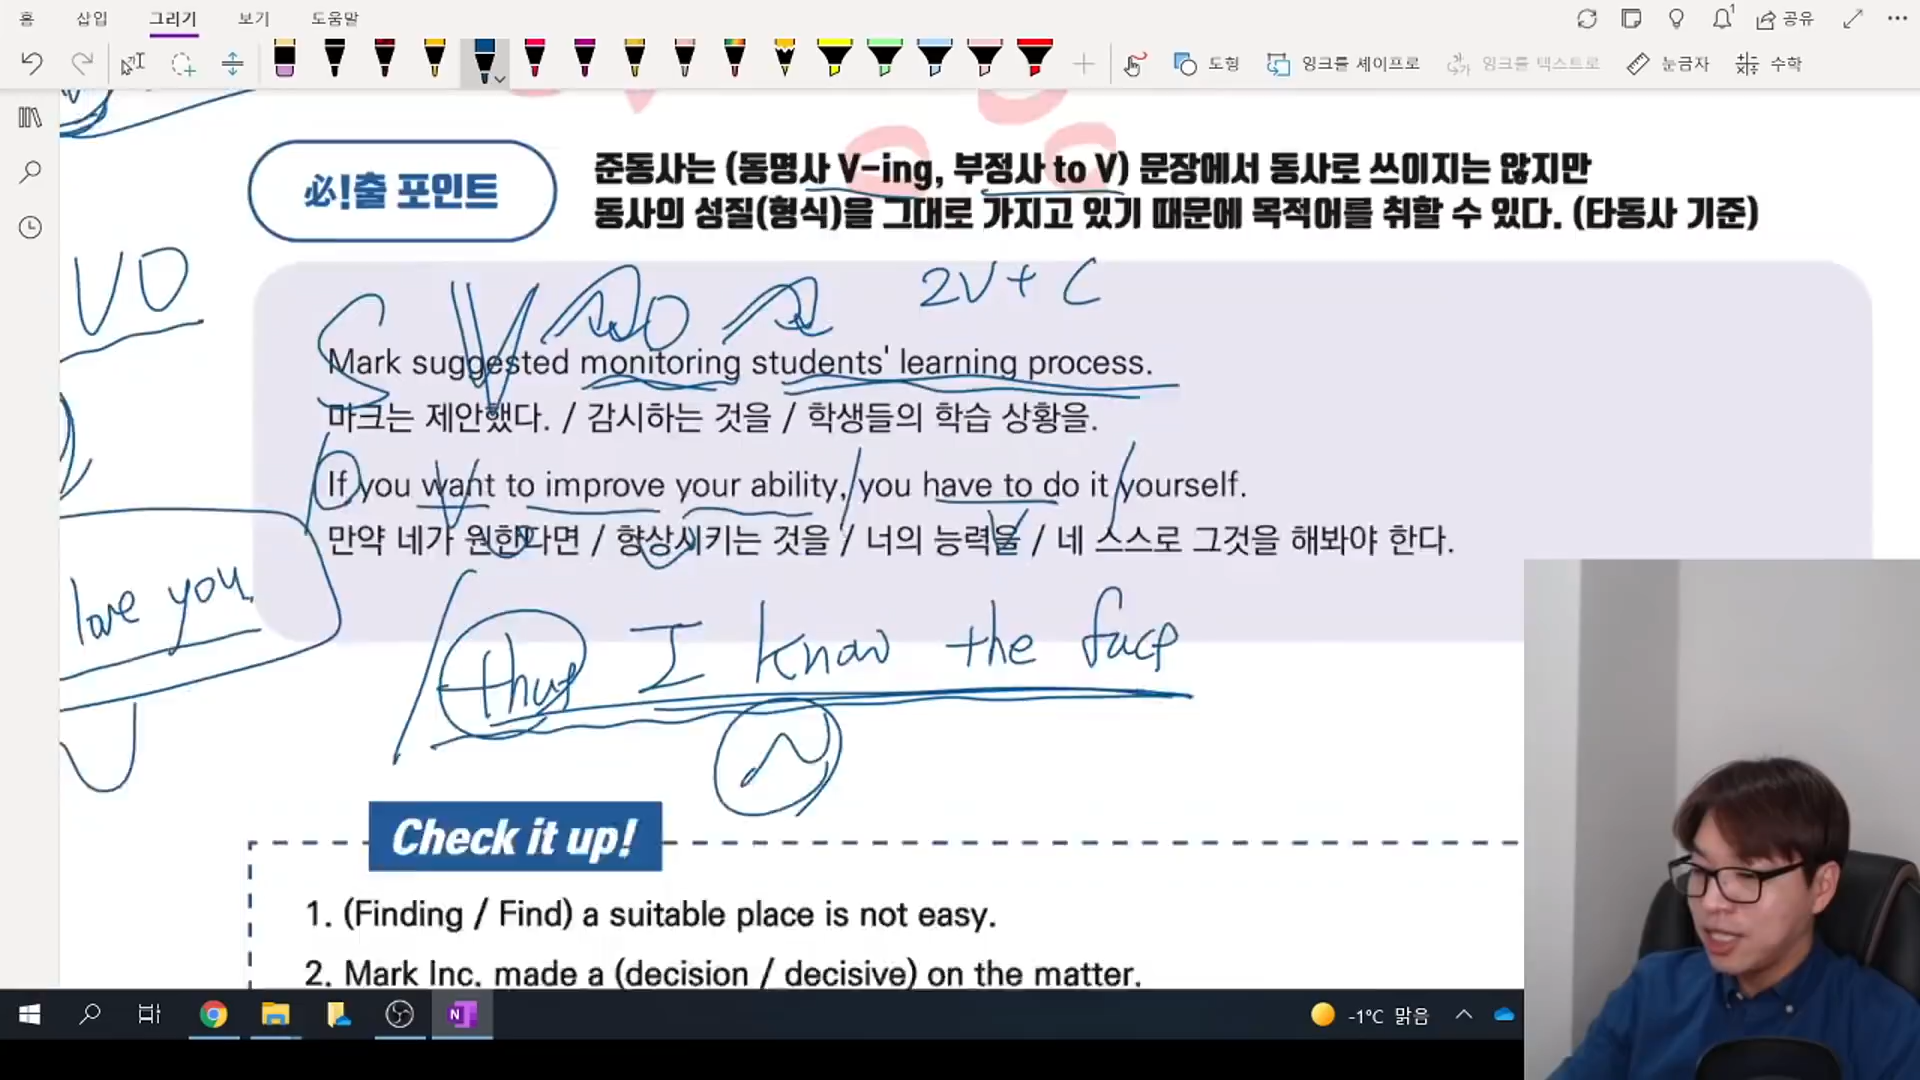 홈 삽입 그리기 보기 도움말 1 공유
도형 잉크를 셰이프로 잉크를 텍스트로 눈금자 수학
必!출 포인트
준동사는 (동명사 V-ing, 부정사 to V) 문장에서 동사로 쓰이지는 않지만
동사의 성질(형식)을 그대로 가지고 있기 때문에 목적어를 취할 수 있다. (타동사 기준)
VO
S V O 2V + C
Mark suggested monitoring students' learning process.
마크는 제안했다. / 감시하는 것을 / 학생들의 학습 상황을.
If you want to improve your ability, you have to do it yourself.
V V
만약 네가 원한다면 / 향상시키는 것을 / 너의 능력을 / 네 스스로 그것을 해봐야 한다.
love you
that I know the fact
N
Check it up!
1. (Finding / Find) a suitable place is not easy.
2. Mark Inc. made a (decision / decisive) on the matter.
N -1°C 맑음